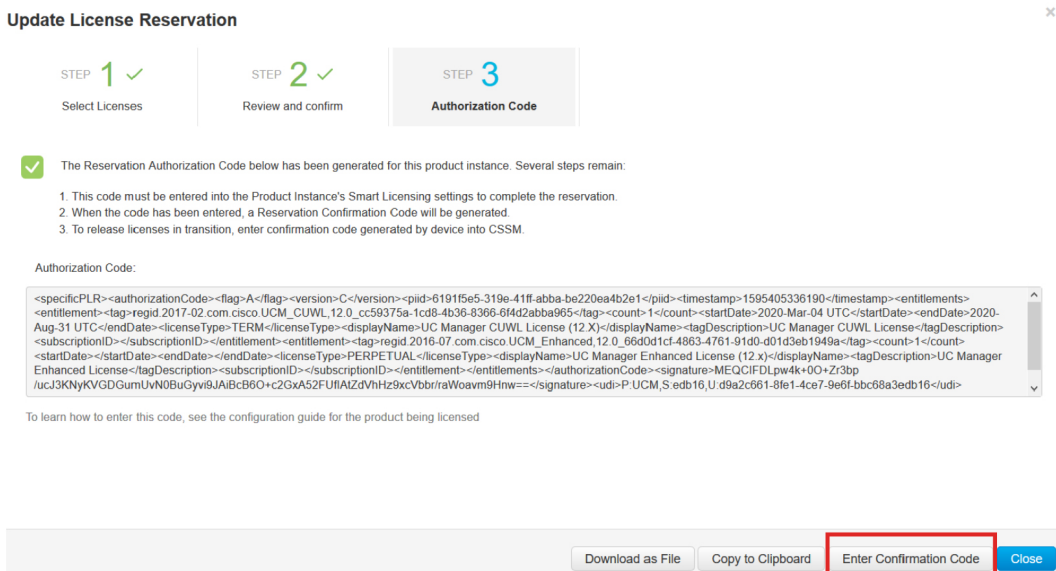 Update License Reservation
STEP 1
Select Licenses
STEP 2
Review and confirm
STEP 3
Authorization Code
The Reservation Authorization Code below has been generated for this product instance. Several steps remain:
1. This code must be entered into the Product Instance's Smart Licensing settings to complete the reservation.
2. When the code has been entered, a Reservation Confirmation Code will be generated.
3. To release licenses in transition, enter confirmation code generated by device into CSSM.
Authorization Code:
<specificPLR><authorizationCode><flag>A</flag><version>C</version><piid>6191f5e5-319e-41ff-abba-be220ea4b2e1</piid><timestamp>1595405336190</timestamp><entitlements>
<entitlement><tag>regid.2017-02.com.cisco.UCM_CUWL,12.0_cc59375a-1cd8-4b36-8366-6f4d2abba965</tag><count>1</count><startDate>2020-Mar-04 UTC</startDate><endDate>2020-
Aug-31 UTC</endDate><licenseType>TERM</licenseType><displayName>UC Manager CUWL License (12.X)</displayName><tagDescription>UC Manager CUWL License</tagDescription>
<subscriptionID></subscriptionID></entitlement><entitlement><tag>regid.2016-07.com.cisco.UCM_Enhanced,12.0_66d0d1cf-4863-4761-91d0-d01d3eb1949a</tag><count>1</count>
<startDate></startDate><endDate></endDate><licenseType>PERPETUAL</licenseType><displayName>UC Manager Enhanced License (12.x)</displayName><tagDescription>UC Manager
Enhanced License</tagDescription><subscriptionID></subscriptionID></entitlement></entitlements></authorizationCode><signature>MEQCIFDLpw4k+0O+Zr3bp
/ucJ3KNyKVGDGumUvN0BuGyvi9JAiBcB6O+c2GxA52FUflAtZdVhHz9xcVbbr/raWoavm9Hnw==</signature><udi>P:UCM,S:edb16,U:d9a2c661-8fe1-4ce7-9e6f-bbc68a3edb16</udi>
To learn how to enter this code, see the configuration guide for the product being licensed
Download as File
Copy to Clipboard
Enter Confirmation Code
Close